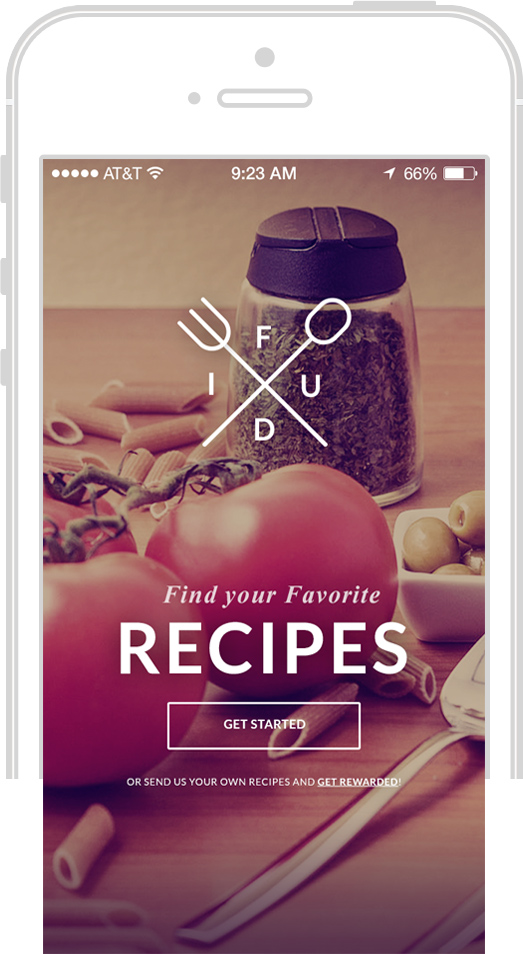 AT&T 9:23 AM 66%
F
I U
D
Find your Favorite
RECIPES
GET STARTED
OR SEND US YOUR OWN RECIPES AND GET REWARDED!